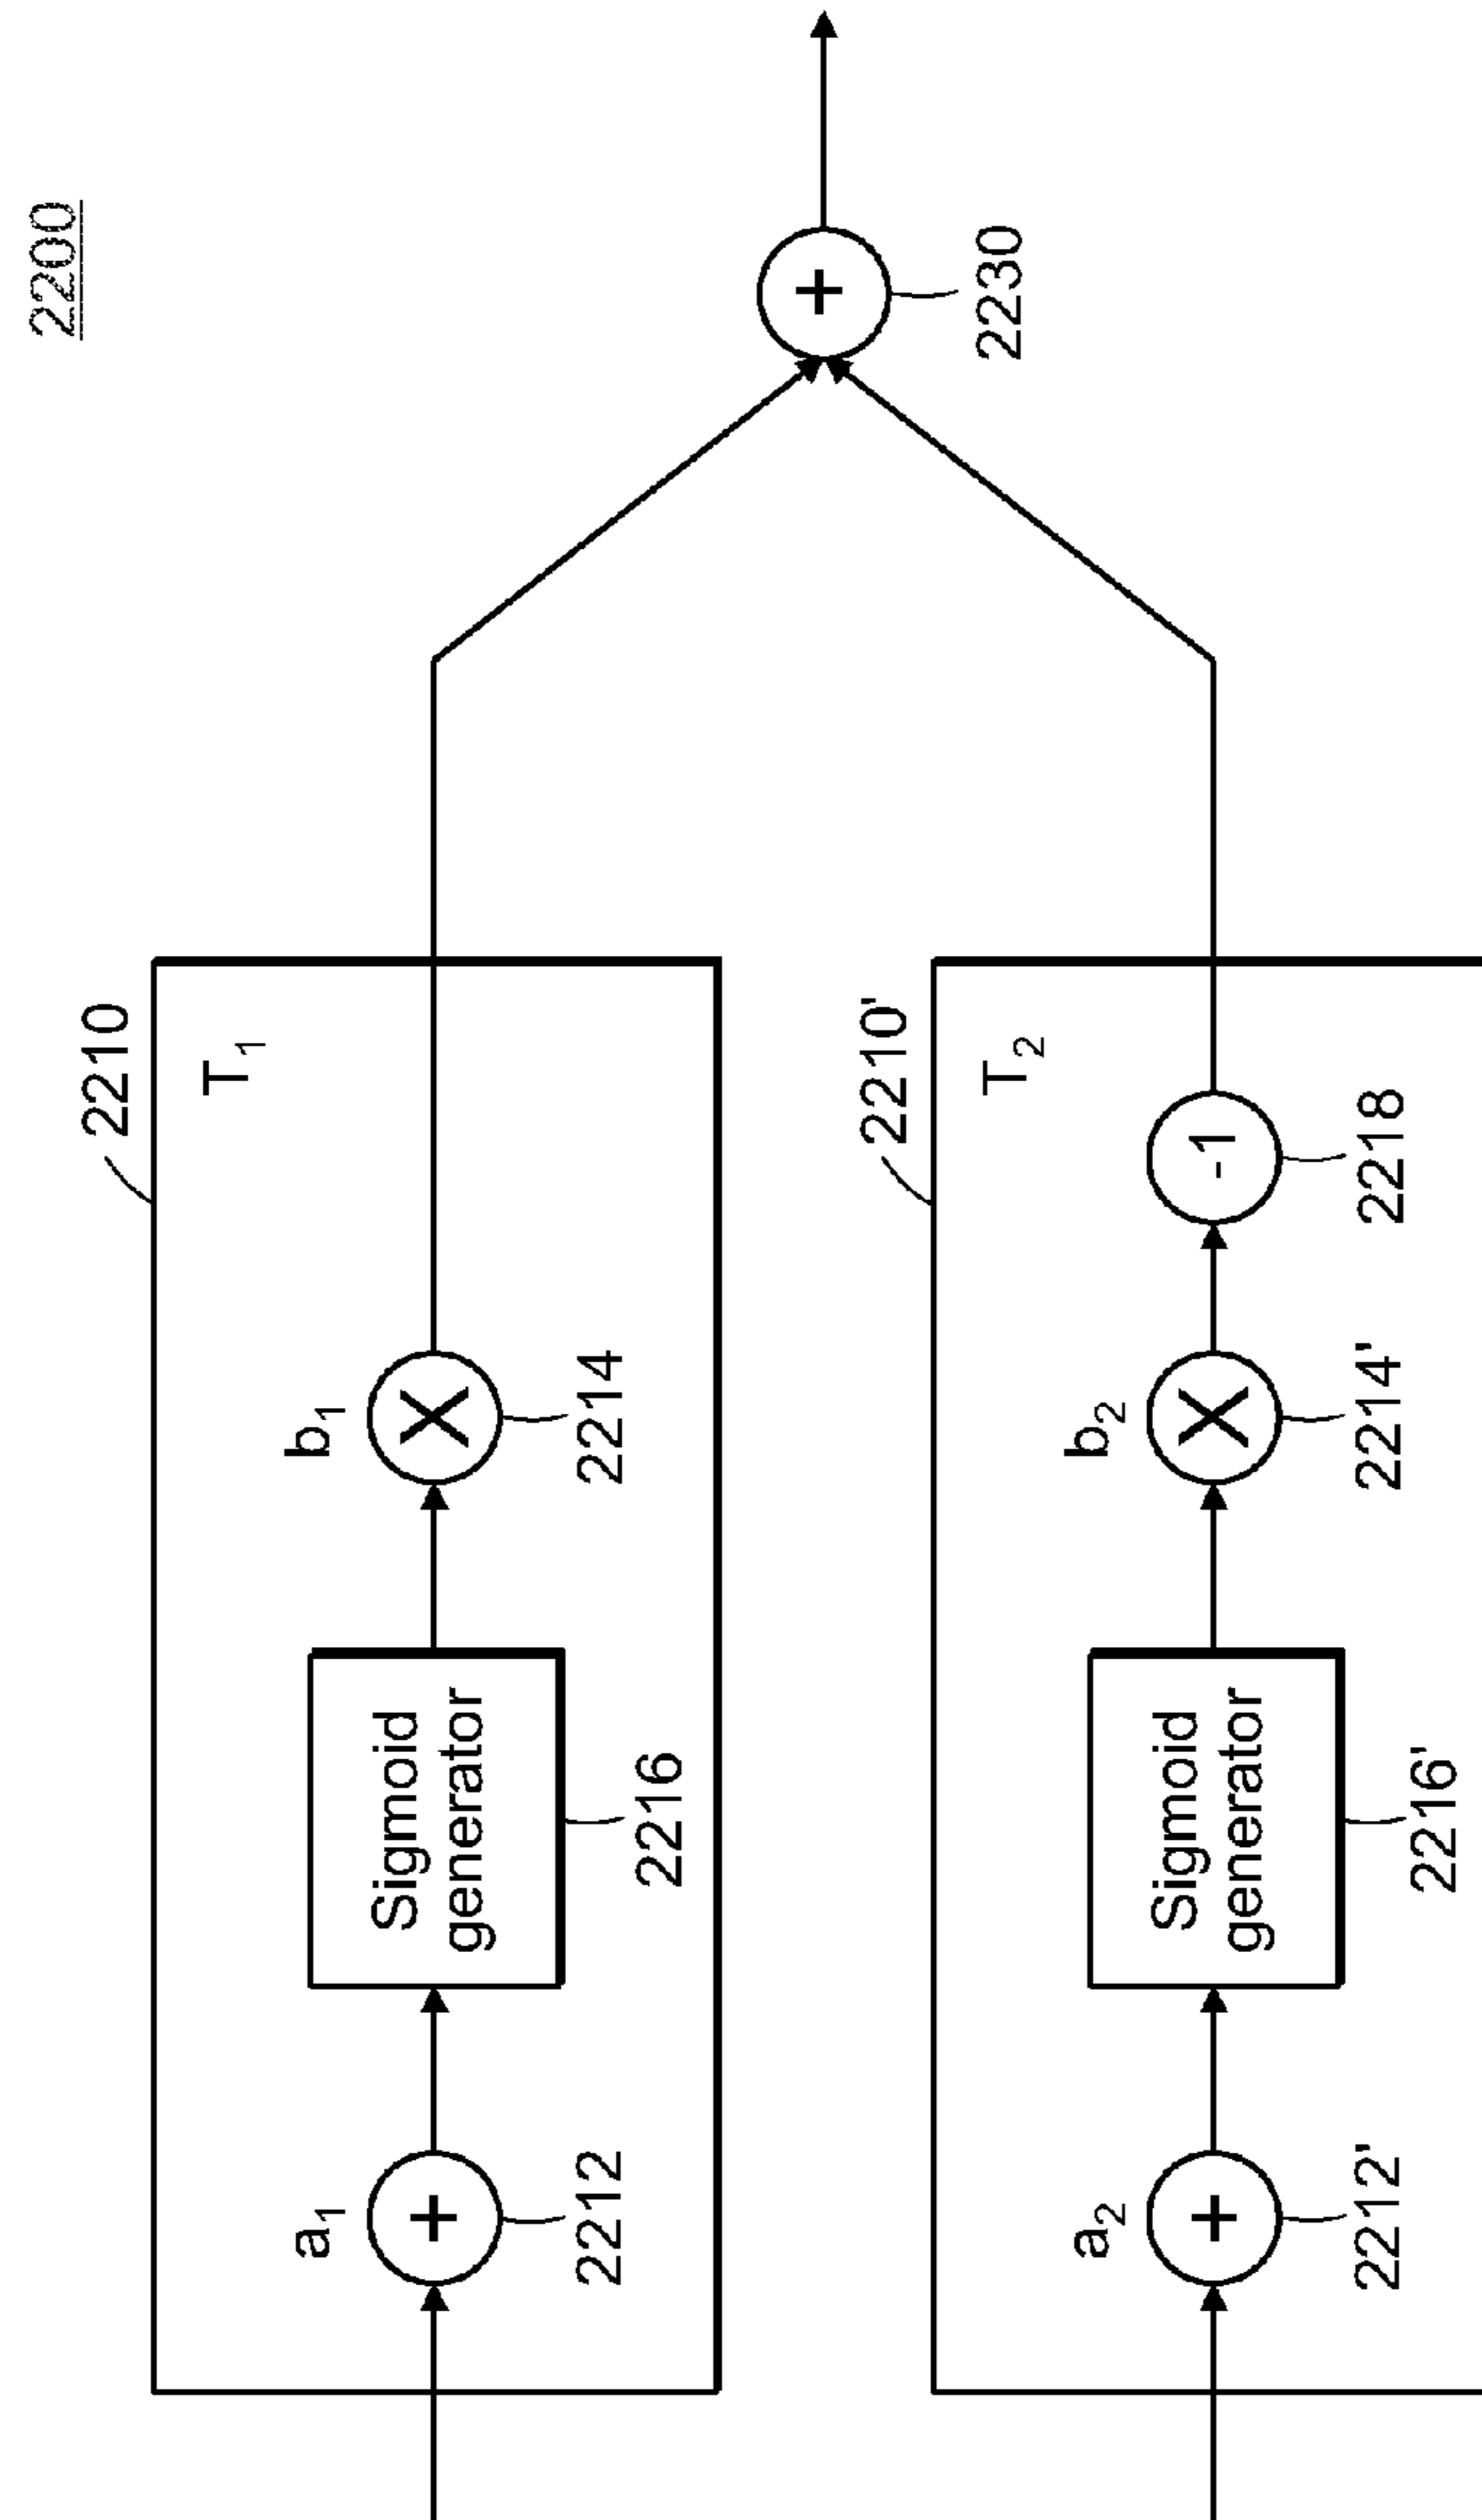 2200
2210
T1
a1
+
2212
Sigmoid
generator
2216
b1
X
2214
+
2230
2210'
T2
a2
+
2212'
Sigmoid
generator
2216'
b2
X
2214'
-1
2218